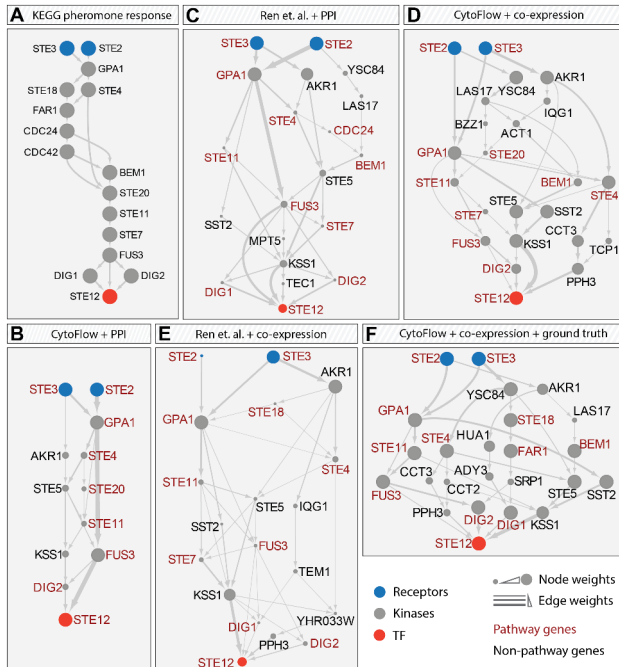 A KEGG pheromone response
STE3 STE2
GPA1
STE18 STE4
FAR1
CDC24
CDC42
BEM1
STE20
STE11
STE7
FUS3
DIG1 DIG2
STE12
C Ren et. al. + PPI
STE3 STE2
GPA1 YSC84
AKR1
LAS17
STE4
CDC24
STE11
BEM1
STE5
FUS3
SST2 STE7
MPT5
KSS1
TEC1
DIG1 DIG2
STE12
D CytoFlow + co-expression
STE2 STE3
AKR1
LAS17 YSC84
IQG1
BZZ1
ACT1
GPA1 STE20
STE11 BEM1
STE4
STE5 SST2
STE7
CCT3
FUS3 KSS1
TCP1
DIG2
PPH3
STE12
B CytoFlow + PPI
STE3 STE2
GPA1
AKR1 STE4
STE5 STE20
STE11
KSS1 FUS3
DIG2
STE12
E Ren et. al. + co-expression
STE2 STE3
AKR1
STE18
GPA1
STE4
STE11
STE5 IQG1
SST2
STE7 FUS3
TEM1
KSS1
YHR033W
DIG1
PPH3 DIG2
STE12
F CytoFlow + co-expression + ground truth
STE2 STE3
YSC84 AKR1
GPA1 STE18 LAS17
STE4 HUA1
STE11 FAR1 BEM1
CCT3 ADY3
FUS3 CCT2 SRP1 STE5 SST2
PPH3 DIG2 DIG1 KSS1
STE12
Receptors
Kinases
TF
Node weights
Edge weights
Pathway genes
Non-pathway genes